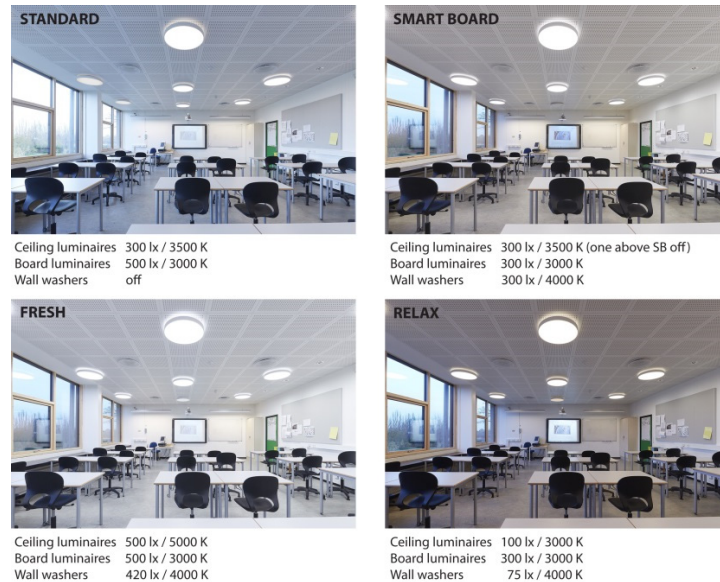 STANDARD
Ceiling luminaires 300 lx / 3500 K
Board luminaires 500 lx / 3000 K
Wall washers off
SMART BOARD
Ceiling luminaires 300 lx / 3500 K (one above SB off)
Board luminaires 300 lx / 3000 K
Wall washers 300 lx / 4000 K
FRESH
Ceiling luminaires 500 lx / 5000 K
Board luminaires 500 lx / 3000 K
Wall washers 420 lx / 4000 K
RELAX
Ceiling luminaires 100 lx / 3000 K
Board luminaires 300 lx / 3000 K
Wall washers 75 lx / 4000 K